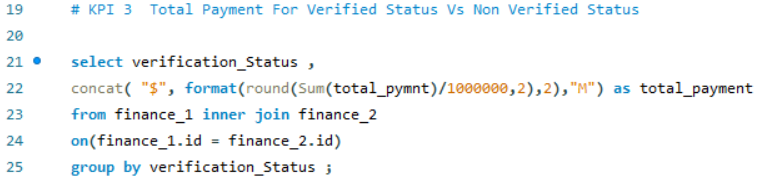 19 # KPI 3  Total Payment For Verified Status Vs Non Verified Status
20
21 select verification_Status ,
22 concat( "$", format(round(Sum(total_pymnt)/1000000,2),2),"M") as total_payment
23 from finance_1 inner join finance_2
24 on(finance_1.id = finance_2.id)
25 group by verification_Status ;